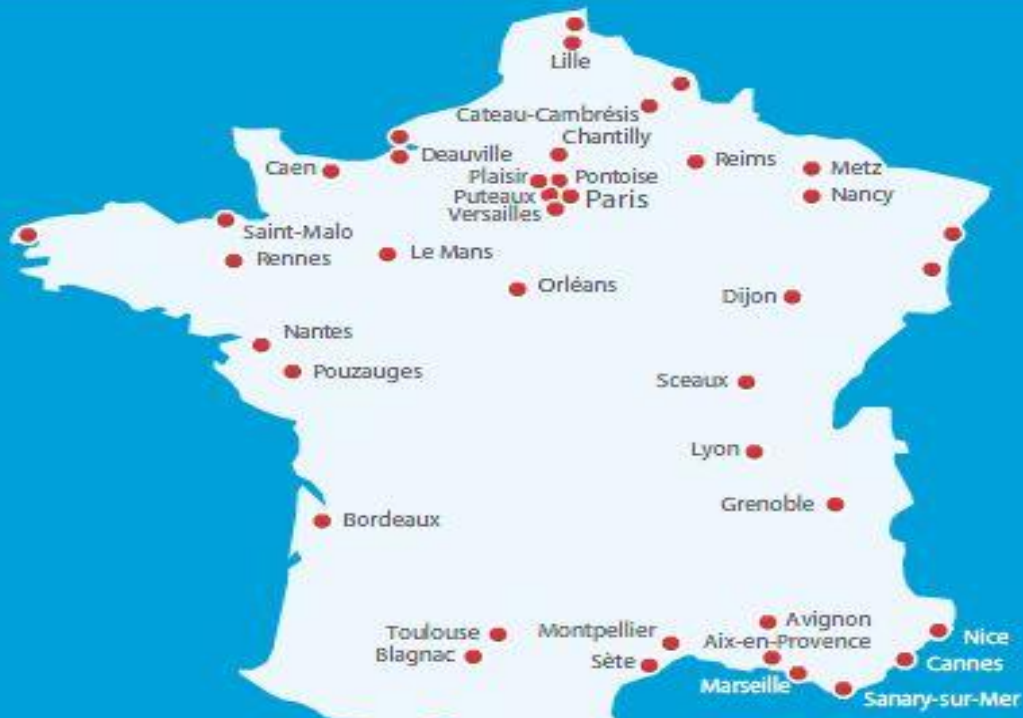 Lille
Cateau-Cambrésis
Chantilly
Deauville
Caen
Reims
Metz
Plaisir
Pontoise
Puteaux
Paris
Nancy
Versailles
Saint-Malo
Rennes
Le Mans
Orléans
Dijon
Nantes
Pouzauges
Sceaux
Lyon
Grenoble
Bordeaux
Avignon
Toulouse
Montpellier
Aix-en-Provence
Nice
Blagnac
Sète
Cannes
Marseille
Sanary-sur-Mer